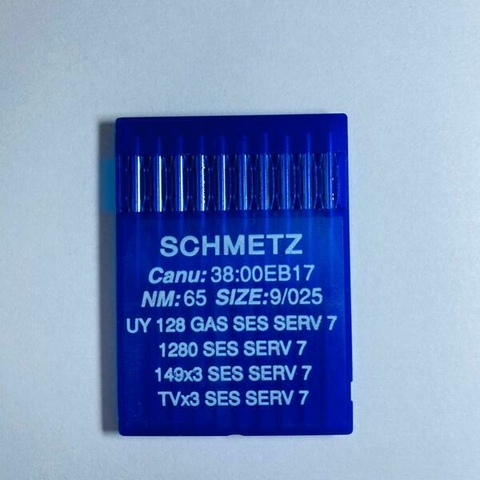 SCHMETZ
Canu: 38:00EB17
NM: 65 SIZE: 9/025
UY 128 GAS SES SERV 7
1280 SES SERV 7
149x3 SES SERV 7
TVx3 SES SERV 7